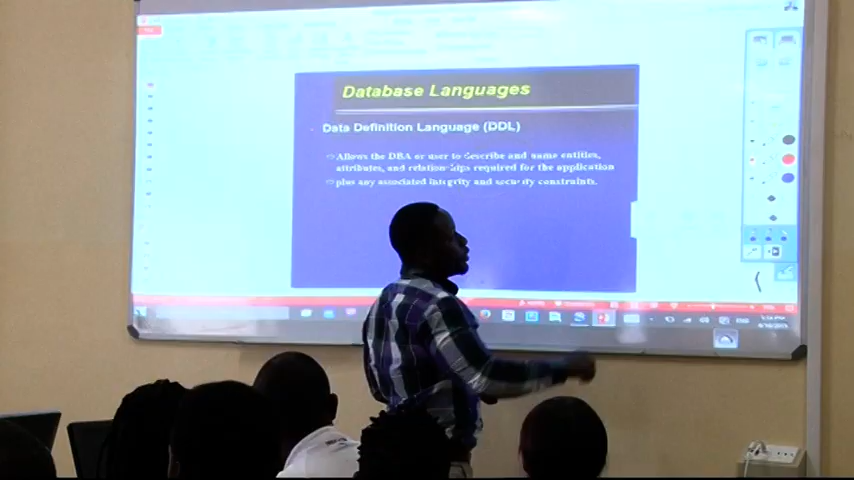 Database Languages
Data Definition Language (DDL)
Allows the DBA or user to describe and name entities,
attributes, and relationships required for the application
plus any associated integrity and security constraints.